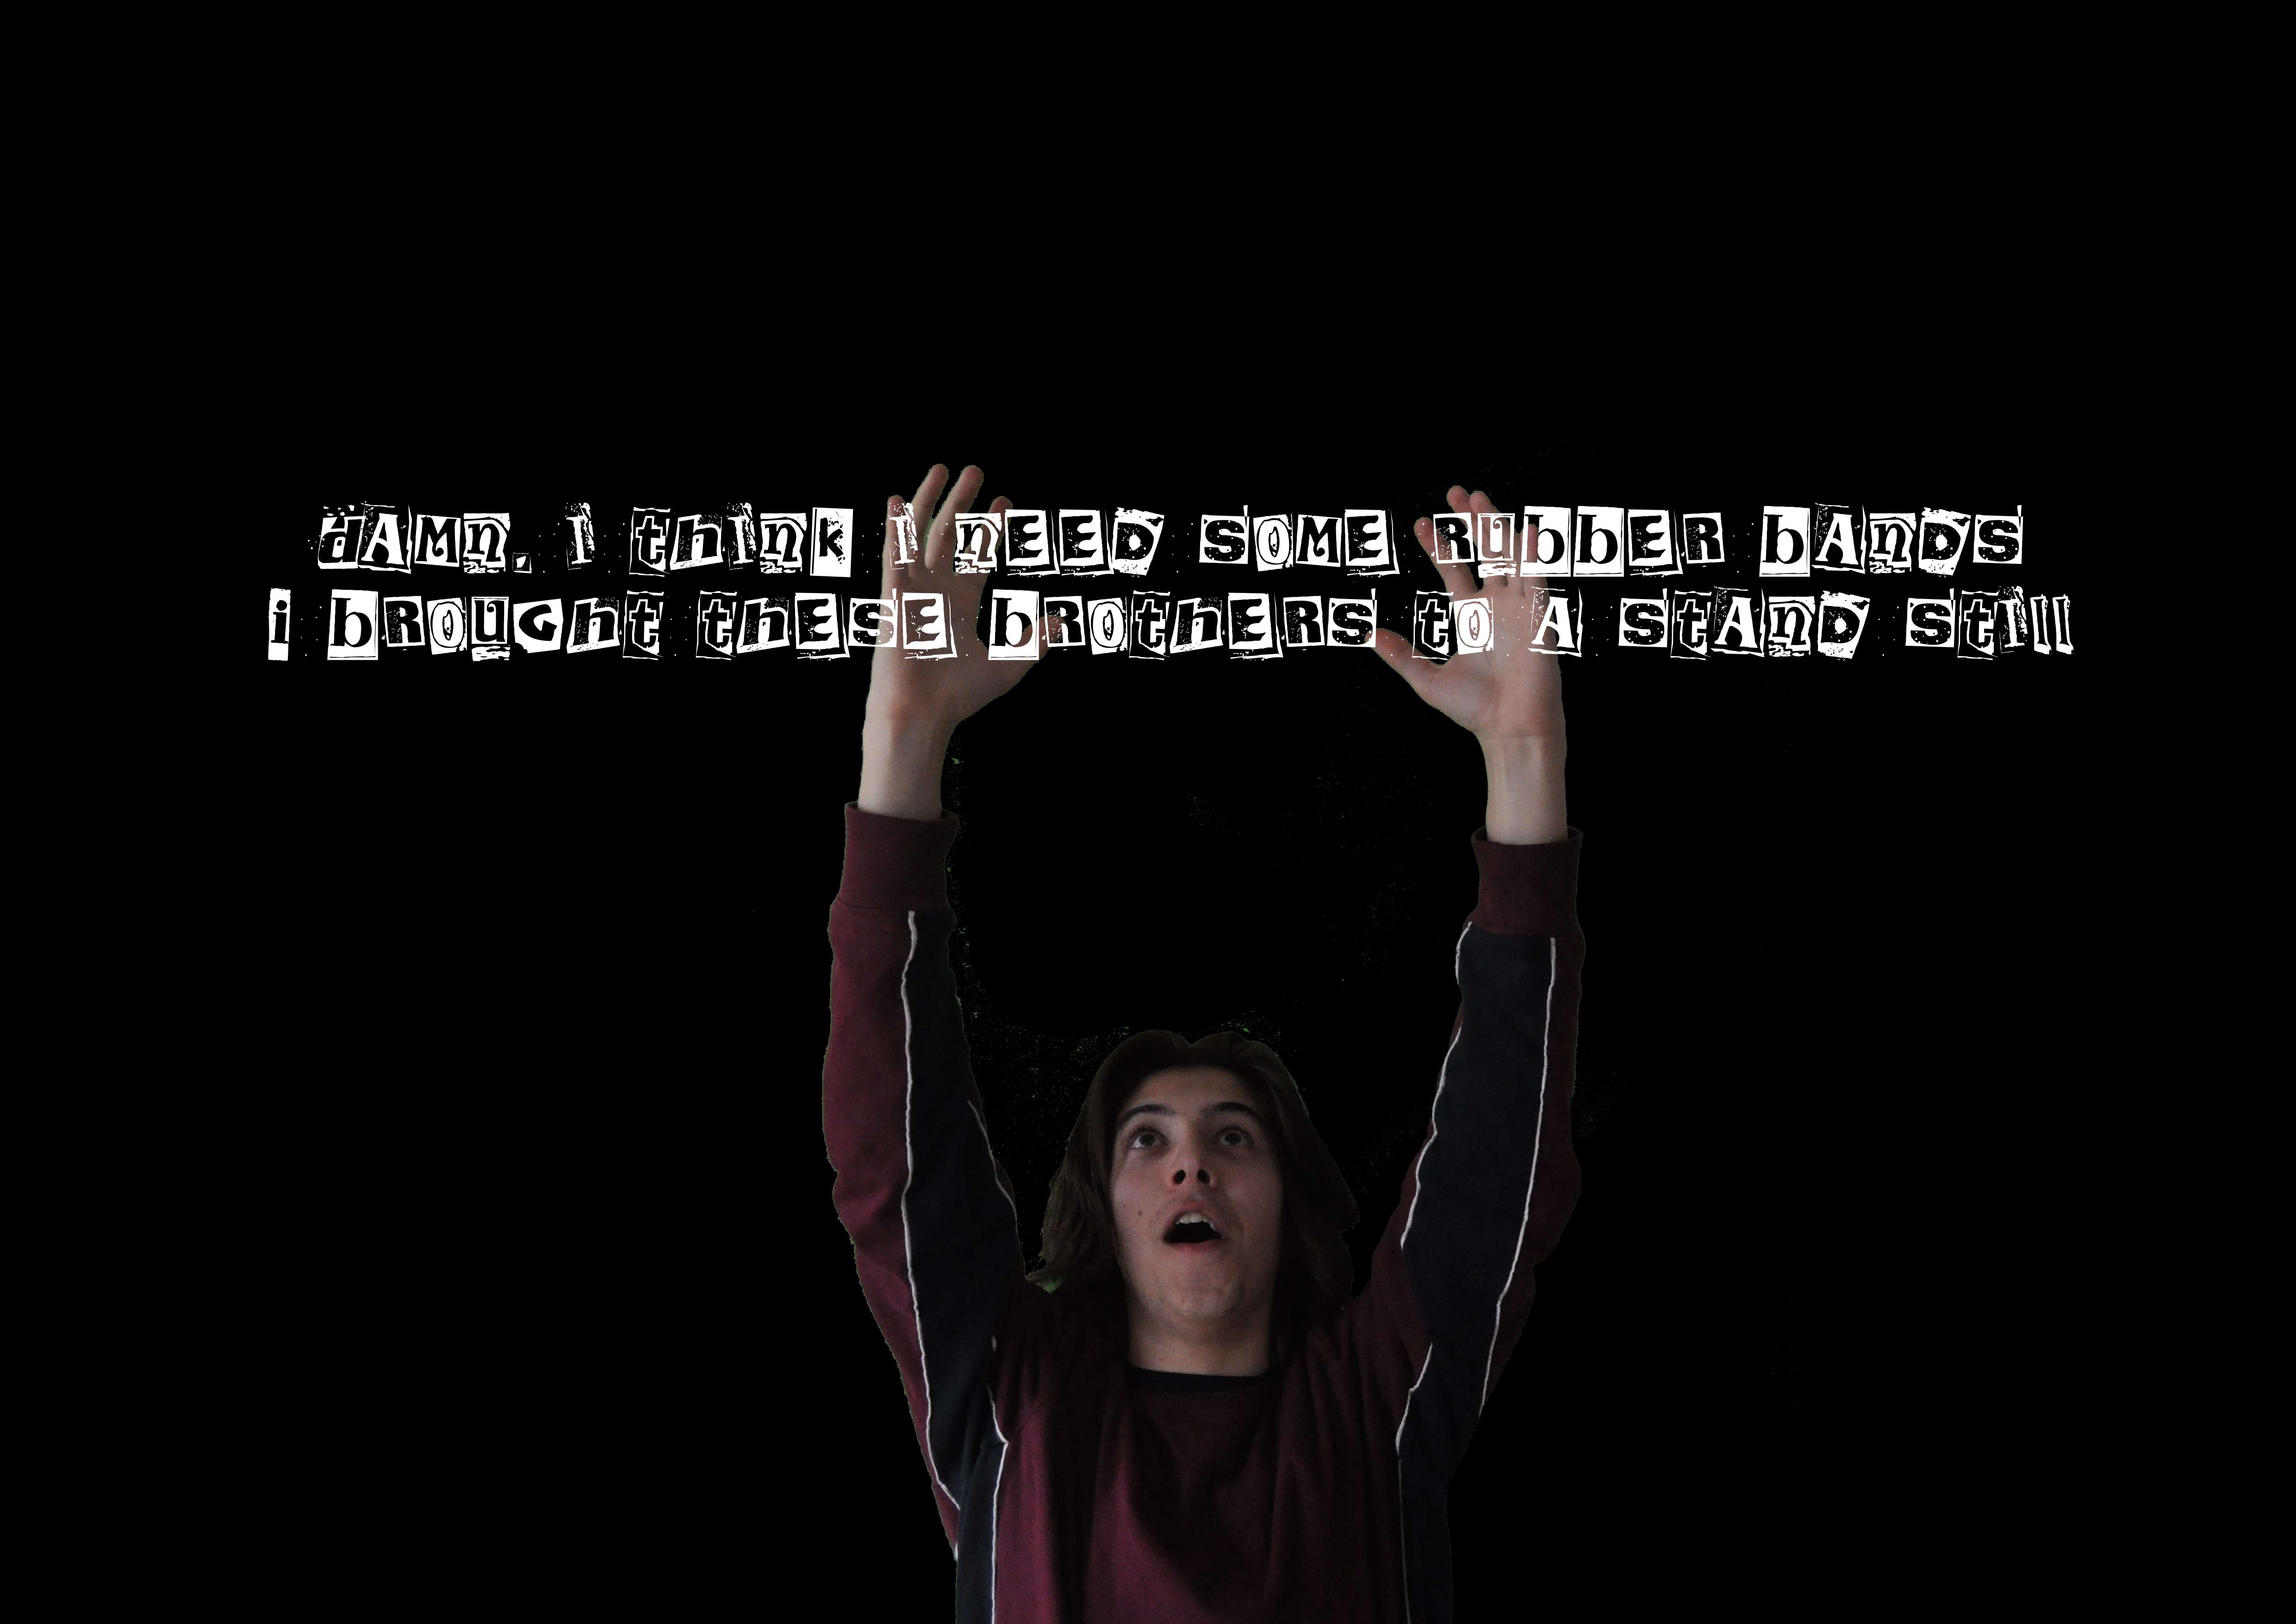 dAMn. I thInk I nEED sOME RubbER bAnDs
i bROuGht thEsE bROthERs tO A stAnD stIll